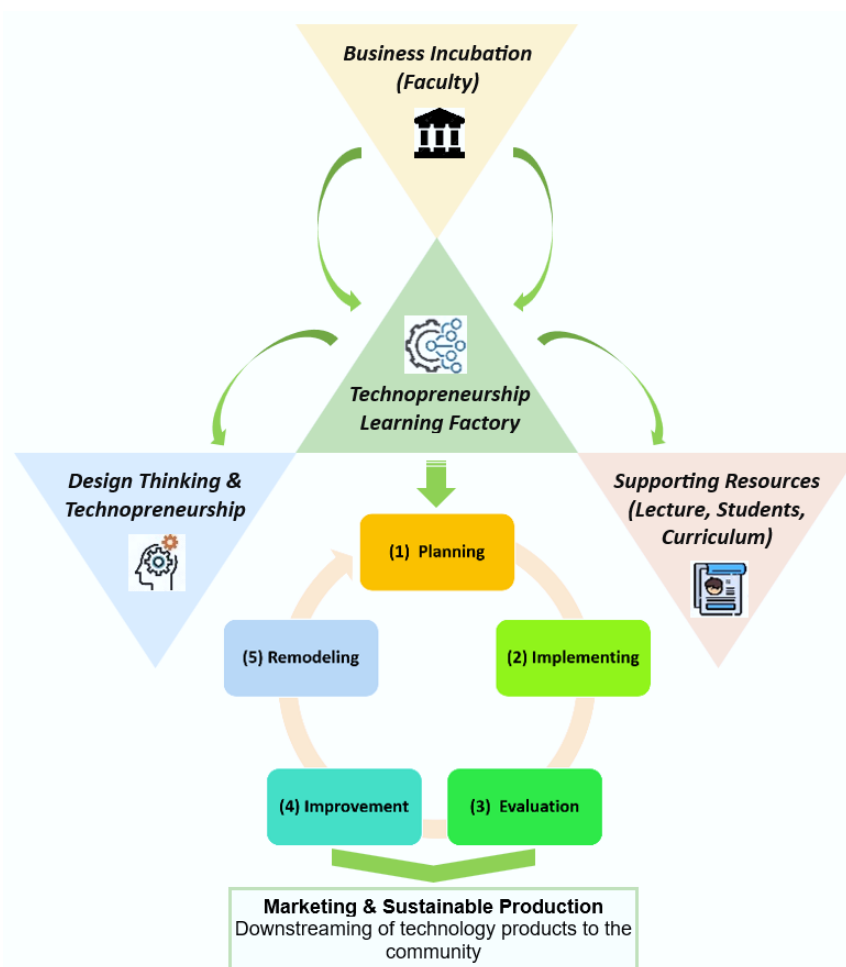 Business Incubation
(Faculty)
Technopreneurship
Learning Factory
Design Thinking &
Technopreneurship
Supporting Resources
(Lecture, Students,
Curriculum)
(1) Planning
(5) Remodeling
(2) Implementing
(4) Improvement
(3) Evaluation
Marketing & Sustainable Production
Downstreaming of technology products to the
community